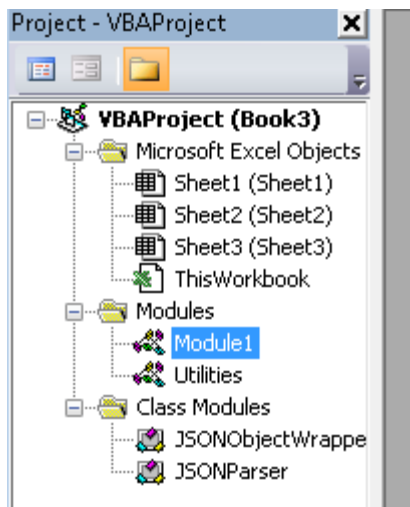 Project - VBAProject
VBAProject (Book3)
Microsoft Excel Objects
Sheet1 (Sheet1)
Sheet2 (Sheet2)
Sheet3 (Sheet3)
ThisWorkbook
Modules
Module1
Utilities
Class Modules
JSONObjectWrappe
JSONParser